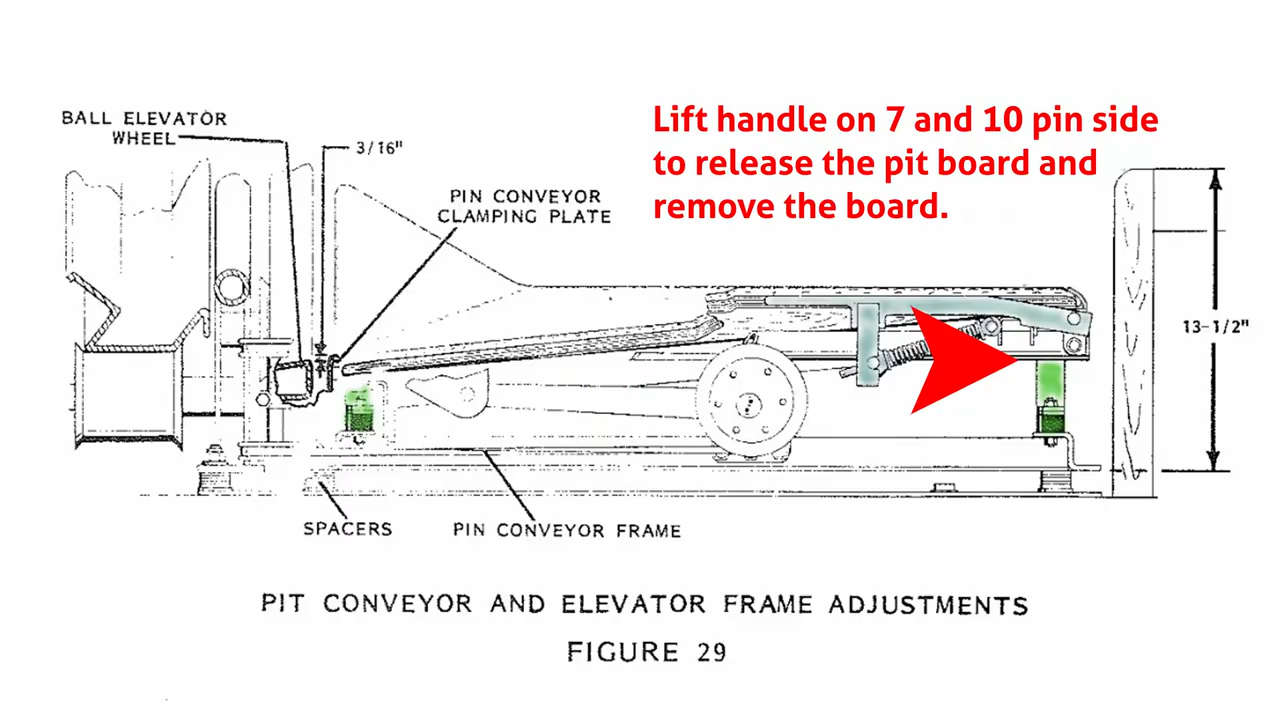 BALL ELEVATOR
WHEEL
3/16"
PIN CONVEYOR
CLAMPING PLATE
Lift handle on 7 and 10 pin side
to release the pit board and
remove the board.
13-1/2"
SPACERS
PIN CONVEYOR FRAME
PIT CONVEYOR AND ELEVATOR FRAME ADJUSTMENTS
FIGURE 29